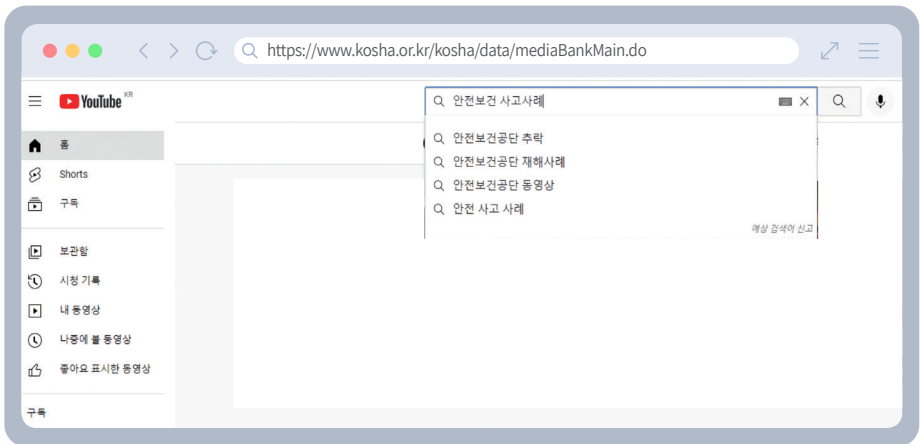 https://www.kosha.or.kr/kosha/data/mediaBankMain.do
YouTube KR
안전보건 사고사례
안전보건공단 추락
안전보건공단 재해사례
안전보건공단 동영상
안전 사고 사례
예상 검색어 신고
홈
Shorts
구독
보관함
시청 기록
내 동영상
나중에 볼 동영상
좋아요 표시한 동영상
구독